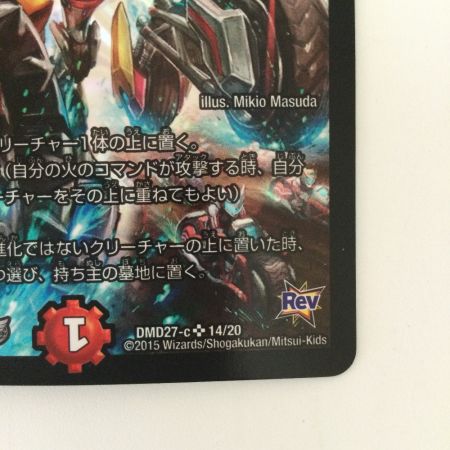 illus. Mikio Masuda
リーチャー1体の上に置く。
(自分の火のコマンドが攻撃する時、自分
ーチャーをその上に重ねてもよい)
進化ではないクリーチャーの上に置いた時、
つ選び、持ち主の墓地に置く。
Rev
1
DMD27-c 14/20
©2015 Wizards/Shogakukan/Mitsui-Kids